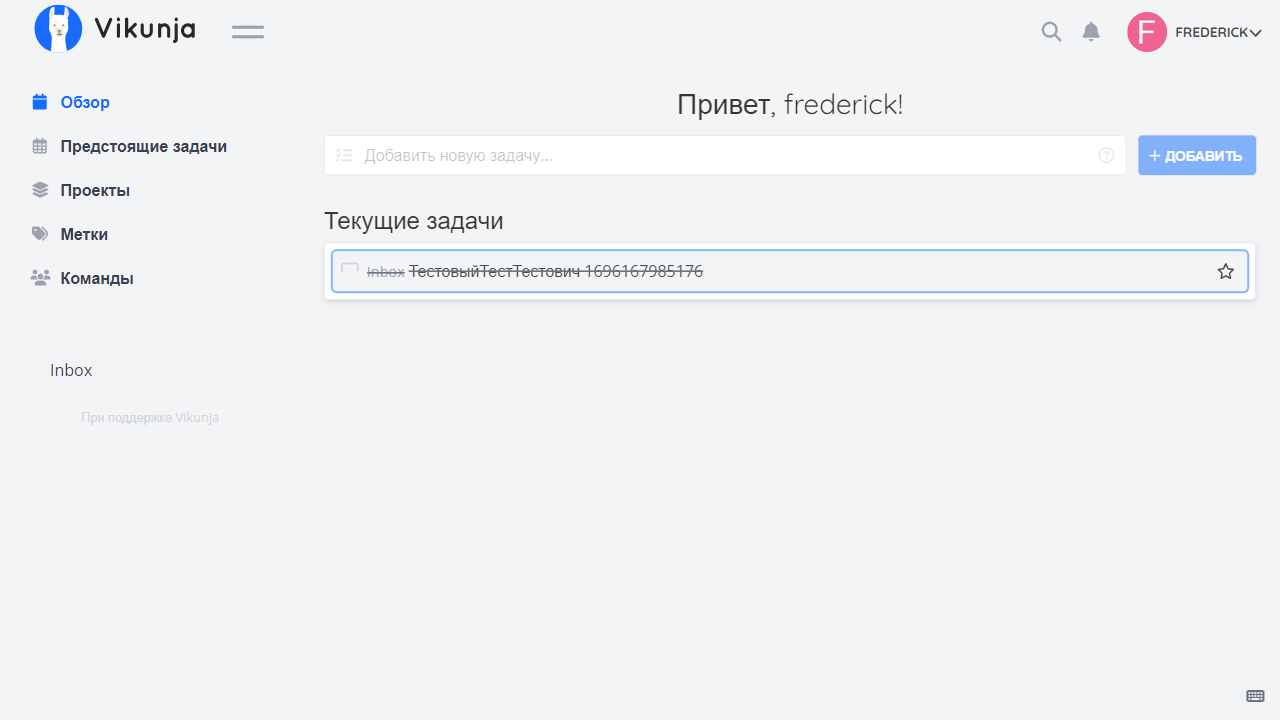 Vikunja
F FREDERICK
Обзор
Предстоящие задачи
Проекты
Метки
Команды
Inbox
При поддержке Vikunja
Привет, frederick!
Добавить новую задачу...
+ ДОБАВИТЬ
Текущие задачи
Inbox ТестовыйТестТестович 1696167985176